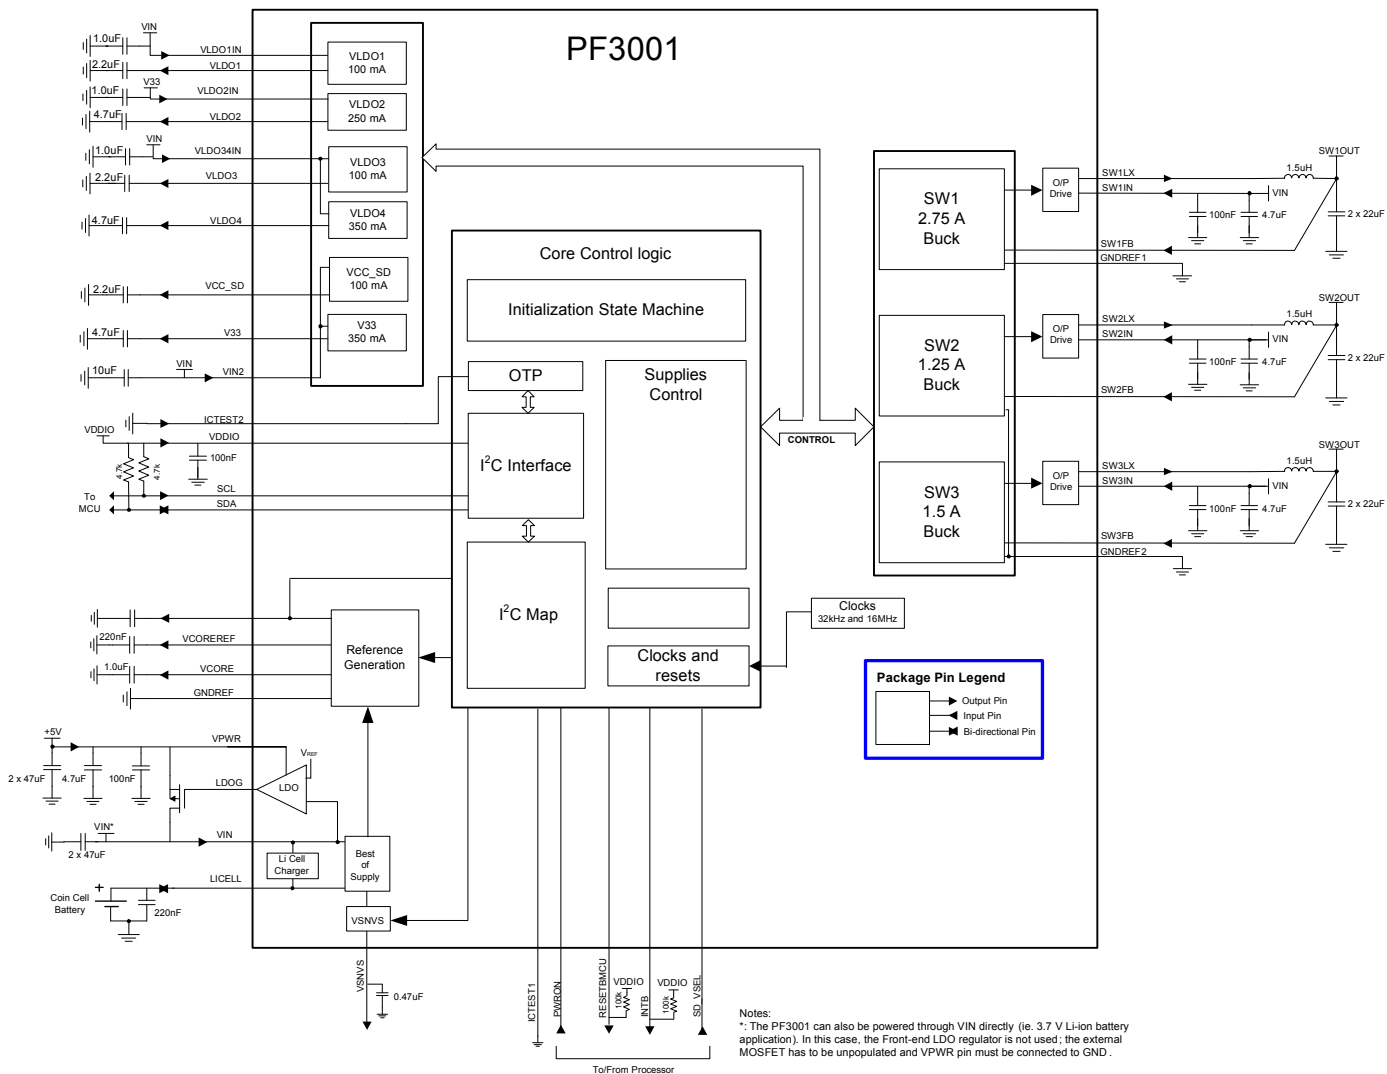 PF3001
VIN
1.0uF
VLDO1IN
2.2uF
VLDO1
VLDO1
100 mA
V33
1.0uF
VLDO2IN
4.7uF
VLDO2
VLDO2
250 mA
VIN
1.0uF
VLDO34IN
2.2uF
VLDO3
VLDO3
100 mA
4.7uF
VLDO4
VLDO4
350 mA
2.2uF
VCC_SD
VCC_SD
100 mA
4.7uF
V33
V33
350 mA
10uF
VIN
VIN2
ICTEST2
VDDIO
VDDIO
100nF
4.7k
4.7k
To
MCU
SCL
SDA
Core Control logic
Initialization State Machine
OTP
Supplies
Control
I2C Interface
I2C Map
Clocks and
resets
Clocks
32kHz and 16MHz
CONTROL
SW1
2.75 A
Buck
O/P
Drive
SW1LX
SW1IN
1.5uH
SW1OUT
VIN
100nF
4.7uF
2 x 22uF
SW1FB
GNDREF1
SW2
1.25 A
Buck
O/P
Drive
SW2LX
SW2IN
1.5uH
SW2OUT
VIN
100nF
4.7uF
2 x 22uF
SW2FB
SW3
1.5 A
Buck
O/P
Drive
SW3LX
SW3IN
1.5uH
SW3OUT
VIN
100nF
4.7uF
2 x 22uF
SW3FB
GNDREF2
220nF
VCOREREF
1.0uF
VCORE
GNDREF
Reference
Generation
+5V
VPWR
2 x 47uF
4.7uF
100nF
LDOG
VREF
LDO
VIN*
VIN
2 x 47uF
Li Cell
Charger
Best
of
Supply
LICELL
+
Coin Cell
Battery
220nF
VSNVS
VSNVS
0.47uF
ICTEST1
PWRON
RESETBMCU
VDDIO
100k
INTB
VDDIO
100k
SD_VSEL
To/From Processor
Package Pin Legend
Output Pin
Input Pin
Bi-directional Pin
Notes:
*: The PF3001 can also be powered through VIN directly (ie. 3.7 V Li-ion battery
application). In this case, the Front-end LDO regulator is not used; the external
MOSFET has to be unpopulated and VPWR pin must be connected to GND.